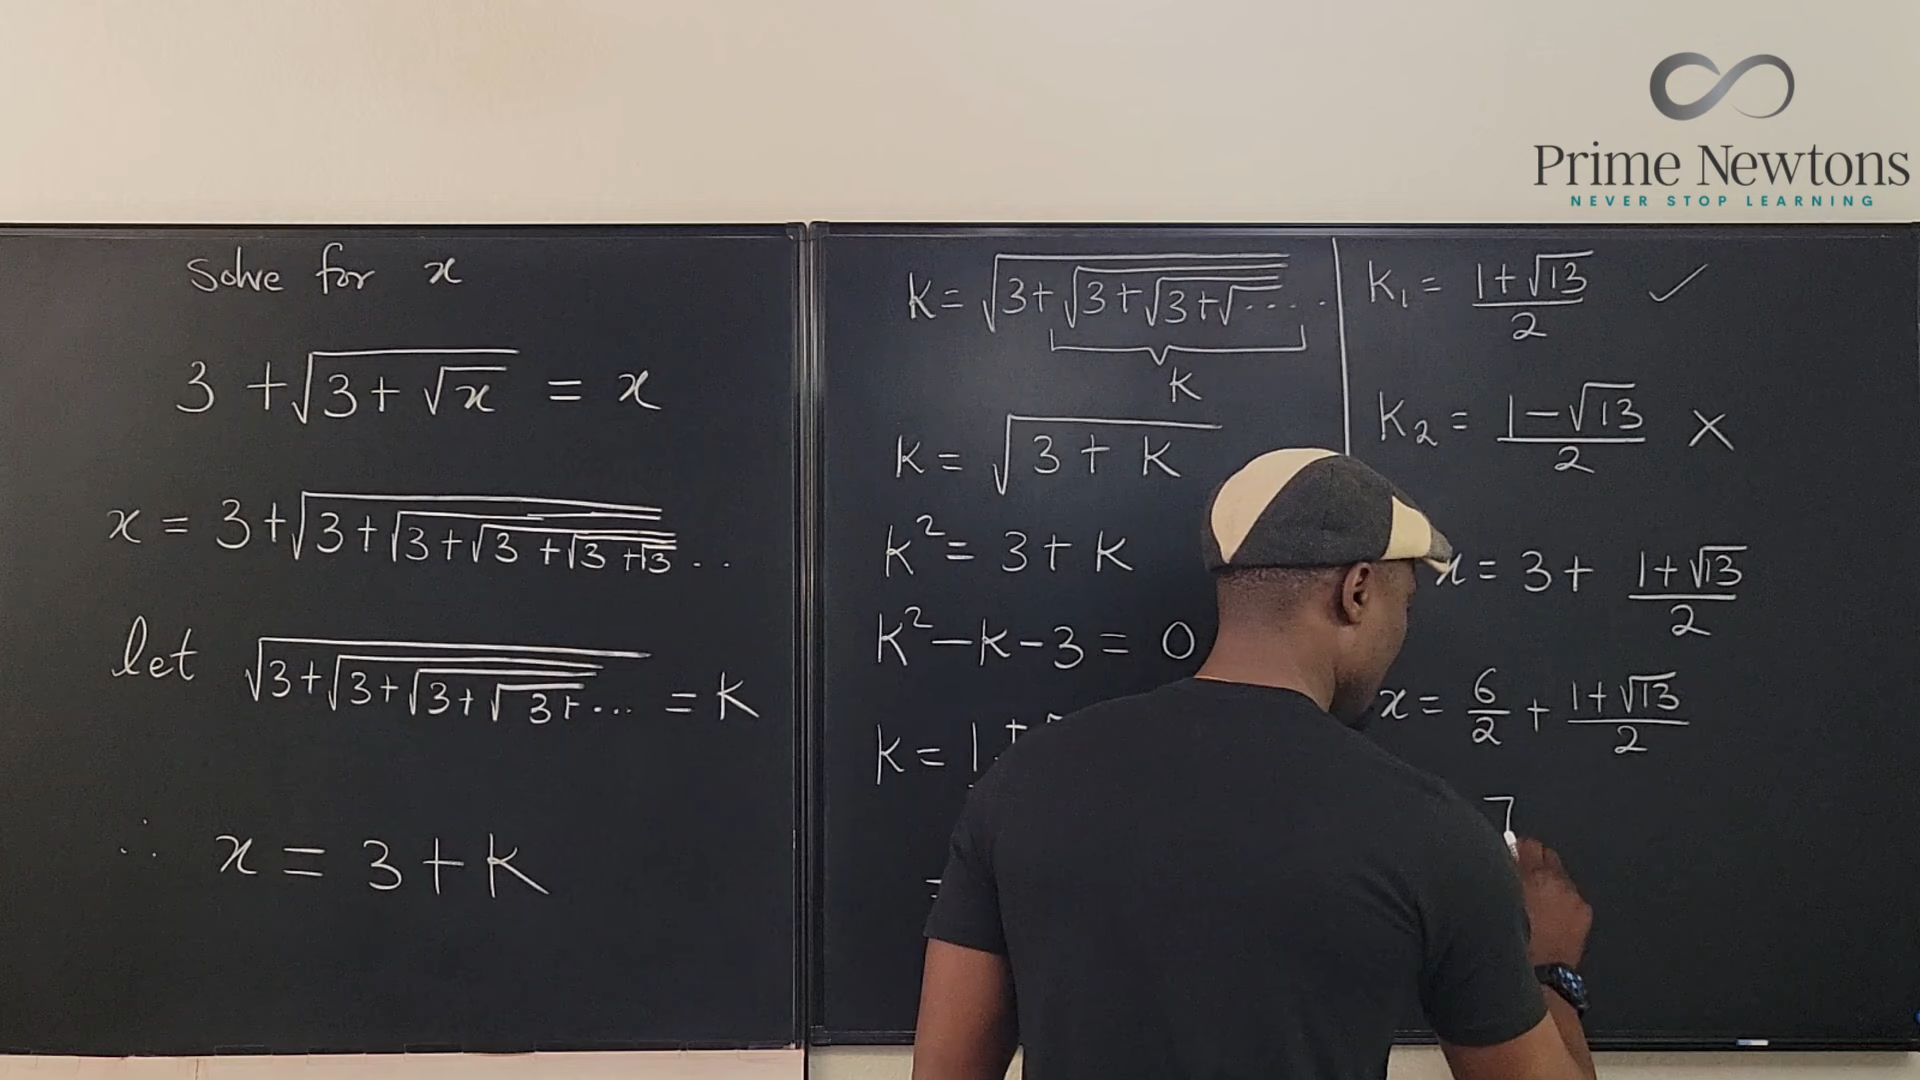 Prime Newtons
NEVER STOP LEARNING
Solve for x
3 + √(3 + √x) = x
x = 3 + √(3 + √(3 + √(3 + √(3 + √3...
let √(3 + √(3 + √(3 + √(3 + ... = K
∴ x = 3 + K
K = √(3 + √(3 + √(3 + √....
K
K = √(3 + K)
K² = 3 + K
K² - K - 3 = 0
K = 1 ±
=
K₁ = (1 + √13)/2 ✓
K₂ = (1 - √13)/2 ×
x = 3 + (1 + √13)/2
x = 6/2 + (1 + √13)/2
7